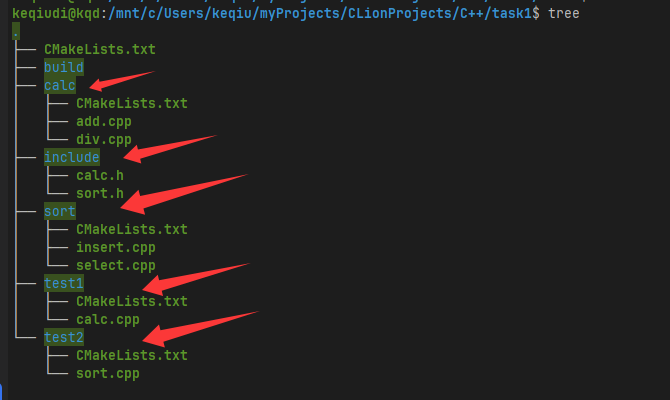 keqiudi@kqd:/mnt/c/Users/keqiu/myProjects/CLionProjects/C++/task1$ tree
.
├── CMakeLists.txt
├── build
├── calc
│   ├── CMakeLists.txt
│   ├── add.cpp
│   └── div.cpp
├── include
│   ├── calc.h
│   └── sort.h
├── sort
│   ├── CMakeLists.txt
│   ├── insert.cpp
│   └── select.cpp
├── test1
│   ├── CMakeLists.txt
│   └── calc.cpp
└── test2
    ├── CMakeLists.txt
    └── sort.cpp